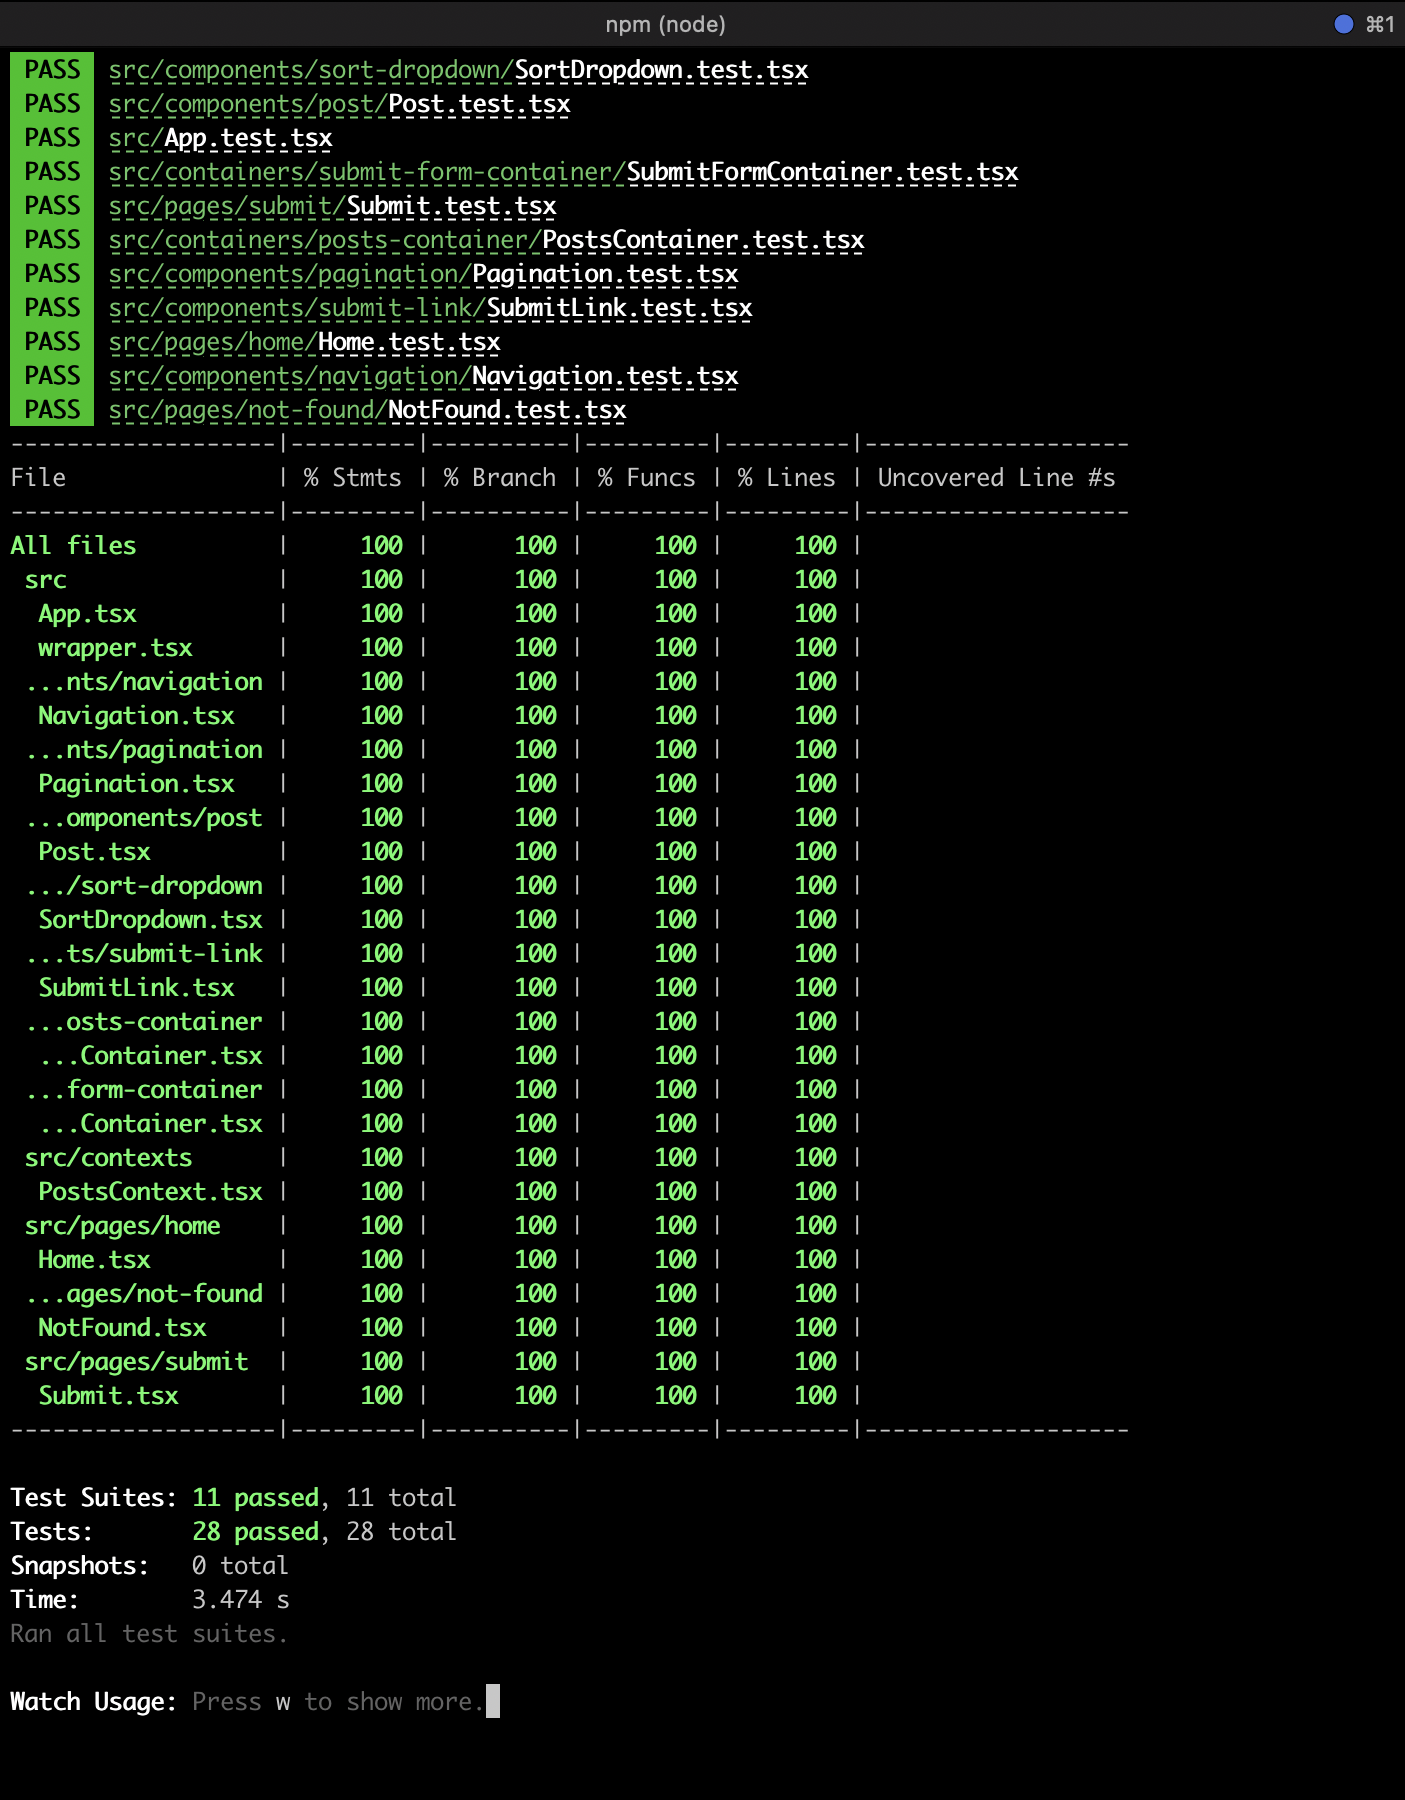 npm (node) ⌘1
PASS src/components/sort-dropdown/SortDropdown.test.tsx
PASS src/components/post/Post.test.tsx
PASS src/App.test.tsx
PASS src/containers/submit-form-container/SubmitFormContainer.test.tsx
PASS src/pages/submit/Submit.test.tsx
PASS src/containers/posts-container/PostsContainer.test.tsx
PASS src/components/pagination/Pagination.test.tsx
PASS src/components/submit-link/SubmitLink.test.tsx
PASS src/pages/home/Home.test.tsx
PASS src/components/navigation/Navigation.test.tsx
PASS src/pages/not-found/NotFound.test.tsx
-------------------|---------|----------|---------|---------|-------------------
File               | % Stmts | % Branch | % Funcs | % Lines | Uncovered Line #s
-------------------|---------|----------|---------|---------|-------------------
All files          |     100 |      100 |     100 |     100 |
 src               |     100 |      100 |     100 |     100 |
  App.tsx          |     100 |      100 |     100 |     100 |
  wrapper.tsx      |     100 |      100 |     100 |     100 |
 ...nts/navigation |     100 |      100 |     100 |     100 |
  Navigation.tsx   |     100 |      100 |     100 |     100 |
 ...nts/pagination |     100 |      100 |     100 |     100 |
  Pagination.tsx   |     100 |      100 |     100 |     100 |
 ...omponents/post |     100 |      100 |     100 |     100 |
  Post.tsx         |     100 |      100 |     100 |     100 |
 .../sort-dropdown |     100 |      100 |     100 |     100 |
  SortDropdown.tsx |     100 |      100 |     100 |     100 |
 ...ts/submit-link |     100 |      100 |     100 |     100 |
  SubmitLink.tsx   |     100 |      100 |     100 |     100 |
 ...osts-container |     100 |      100 |     100 |     100 |
  ...Container.tsx |     100 |      100 |     100 |     100 |
 ...form-container |     100 |      100 |     100 |     100 |
  ...Container.tsx |     100 |      100 |     100 |     100 |
 src/contexts      |     100 |      100 |     100 |     100 |
  PostsContext.tsx |     100 |      100 |     100 |     100 |
 src/pages/home    |     100 |      100 |     100 |     100 |
  Home.tsx         |     100 |      100 |     100 |     100 |
 ...ages/not-found |     100 |      100 |     100 |     100 |
  NotFound.tsx     |     100 |      100 |     100 |     100 |
 src/pages/submit  |     100 |      100 |     100 |     100 |
  Submit.tsx       |     100 |      100 |     100 |     100 |
-------------------|---------|----------|---------|---------|-------------------
Test Suites: 11 passed, 11 total
Tests:       28 passed, 28 total
Snapshots:   0 total
Time:        3.474 s
Ran all test suites.
Watch Usage: Press w to show more.